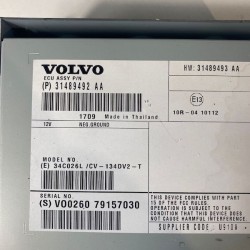 VOLVO
ECU ASSY P/N
(P) 31489492 AA
HW: 31489492 AA
1709 Made in Thailand
12V NEG.GROUND
E13
10R-04 10112
MODEL NO
(E) 34C026L /CV-134DV2-T
THIS DEVICE COMPLIES WITH PART
15 OF THE FCC RULES. OPERATION
IS SUBJECT TO THE CONDITION THAT
THIS DEVICE DOES NOT CAUSE
HARMFUL INTERFERENCE.
SERIAL NO
(S) VO0260 79157030
SUPPLIER CODE